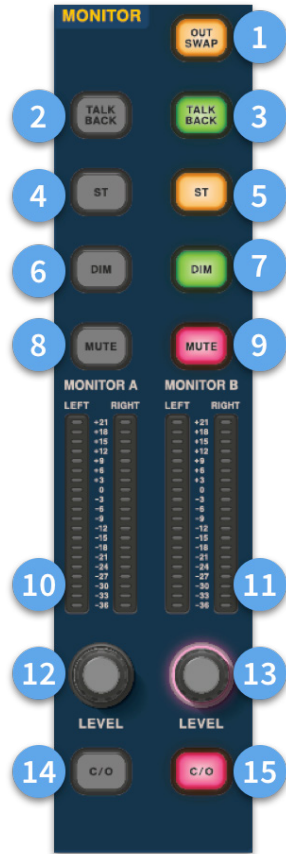 MONITOR
OUT
SWAP
1
2
TALK
BACK
TALK
BACK
3
4
ST
ST
5
6
DIM
DIM
7
8
MUTE
MUTE
9
MONITOR A
MONITOR B
LEFT RIGHT
LEFT RIGHT
+21 +21
+18 +18
+15 +15
+12 +12
+9 +9
+6 +6
+3 +3
0 0
-3 -3
-6 -6
-9 -9
-12 -12
-15 -15
-18 -18
-21 -21
-24 -24
-27 -27
-30 -30
-33 -33
-36 -36
10
11
12
13
LEVEL
LEVEL
14
C/O
C/O
15